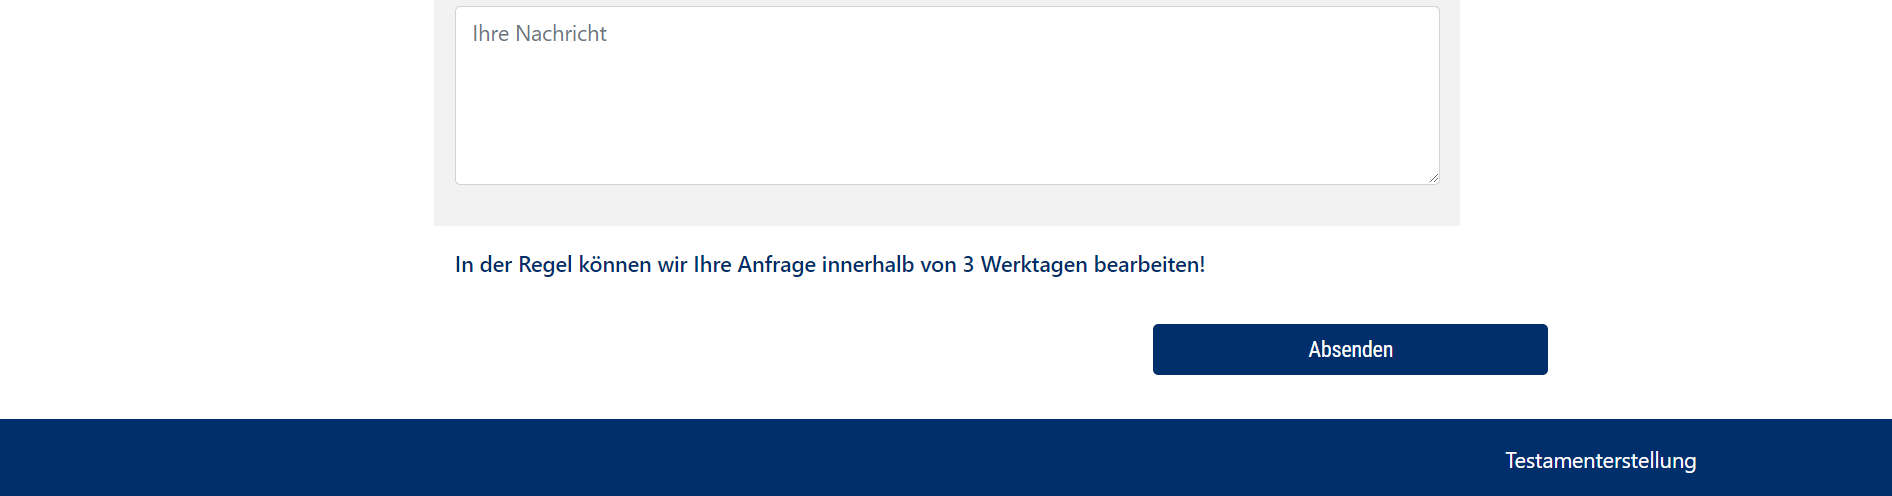 Ihre Nachricht
In der Regel können wir Ihre Anfrage innerhalb von 3 Werktagen bearbeiten!
Absenden
Testamenterstellung